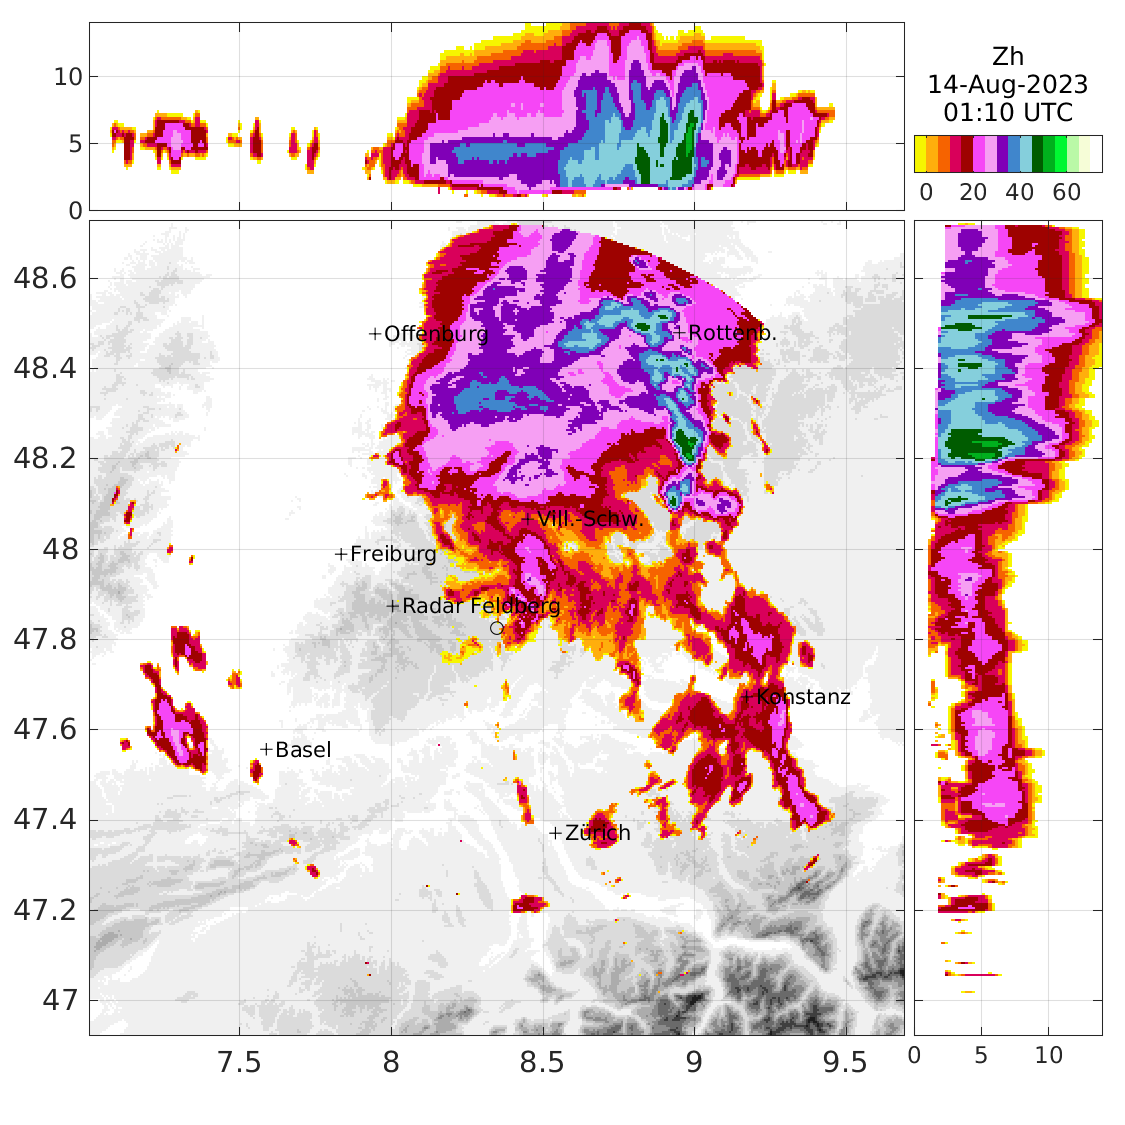 10
5
0
Zh
14-Aug-2023
01:10 UTC
0 20 40 60
48.6
48.4
48.2
48
47.8
47.6
47.4
47.2
47
+Offenburg
+Rottenb.
+Vill.-Schw.
+Freiburg
+Radar Feldberg
+Konstanz
+Basel
+Zürich
7.5 8 8.5 9 9.5
0 5 10